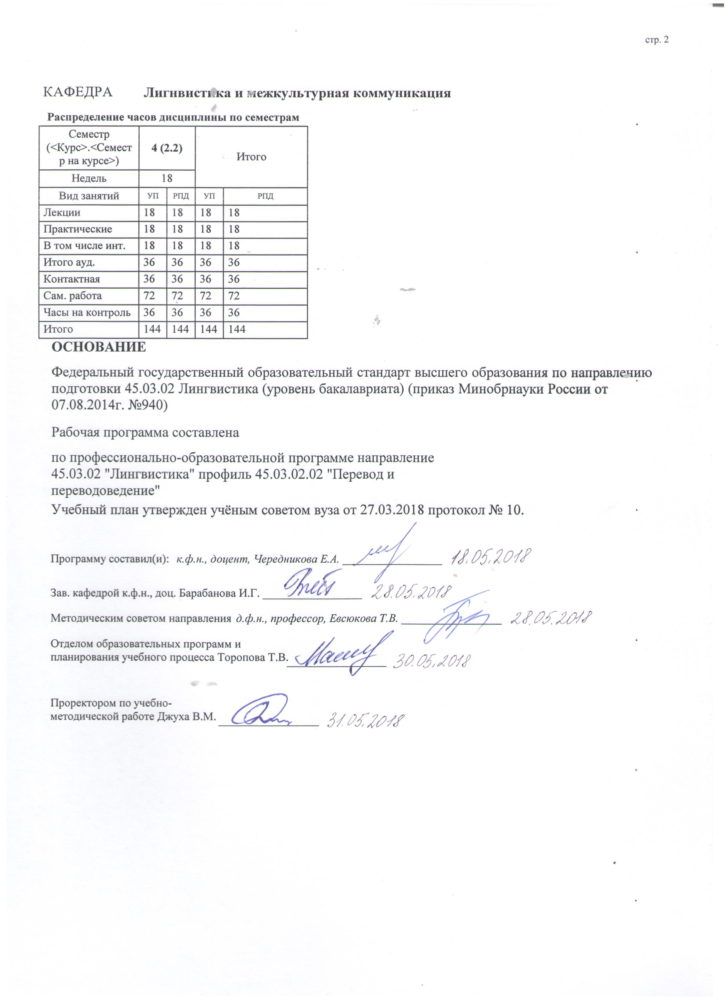 стр. 2
КАФЕДРА Лигнвистика и межкультурная коммуникация
Распределение часов дисциплины по семестрам
Семестр
(<Курс>.<Семест
р на курсе>)
4 (2.2)
Итого
Недель 18
Вид занятий УП РПД УП РПД
Лекции 18 18 18 18
Практические 18 18 18 18
В том числе инт. 18 18 18 18
Итого ауд. 36 36 36 36
Контактная 36 36 36 36
Сам. работа 72 72 72 72
Часы на контроль 36 36 36 36
Итого 144 144 144 144
ОСНОВАНИЕ
Федеральный государственный образовательный стандарт высшего образования по направлению
подготовки 45.03.02 Лингвистика (уровень бакалавриата) (приказ Минобрнауки России от
07.08.2014г. №940)
Рабочая программа составлена
по профессионально-образовательной программе направление
45.03.02 "Лингвистика" профиль 45.03.02.02 "Перевод и
переводоведение"
Учебный план утвержден учёным советом вуза от 27.03.2018 протокол № 10.
Программу составил(и): к.ф.н., доцент, Чередникова Е.А. 18.05.2018
Зав. кафедрой к.ф.н., доц. Барабанова И.Г. 28.05.2018
Методическим советом направления д.ф.н., профессор, Евсюкова Т.В. 28.05.2018
Отделом образовательных программ и
планирования учебного процесса Торопова Т.В. 30.05.2018
Проректором по учебно-
методической работе Джуха В.М. 31.05.2018